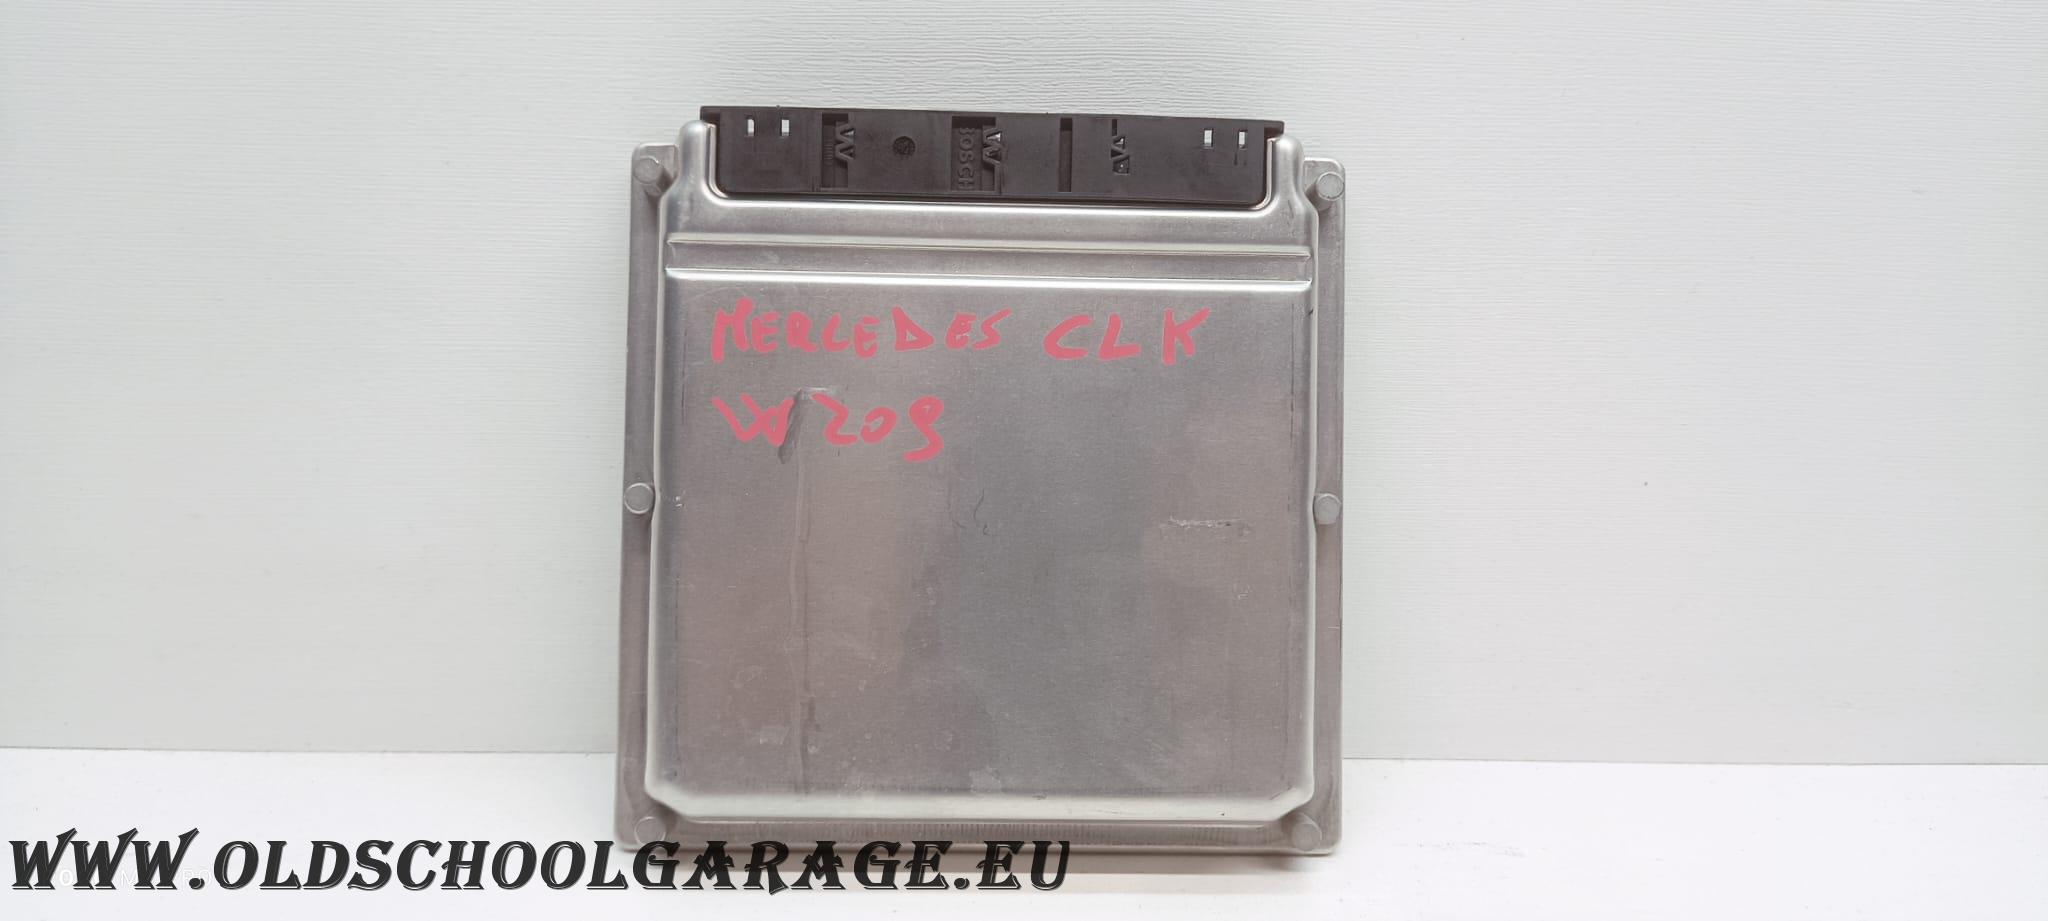 BOSCH
MERCEDES CLK
W209
WWW.OLDSCHOOLGARAGE.EU